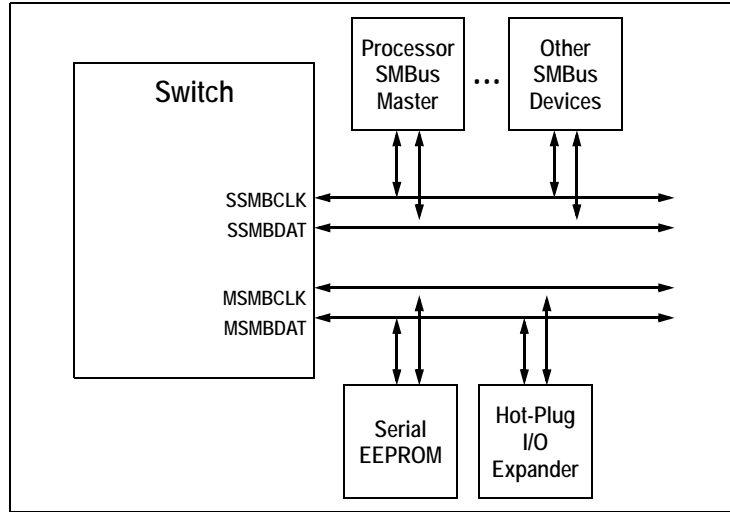 Switch
Processor
SMBus
Master
...
Other
SMBus
Devices
SSMBCLK
SSMBDAT
MSMBCLK
MSMBDAT
Serial
EEPROM
Hot-Plug
I/O
Expander